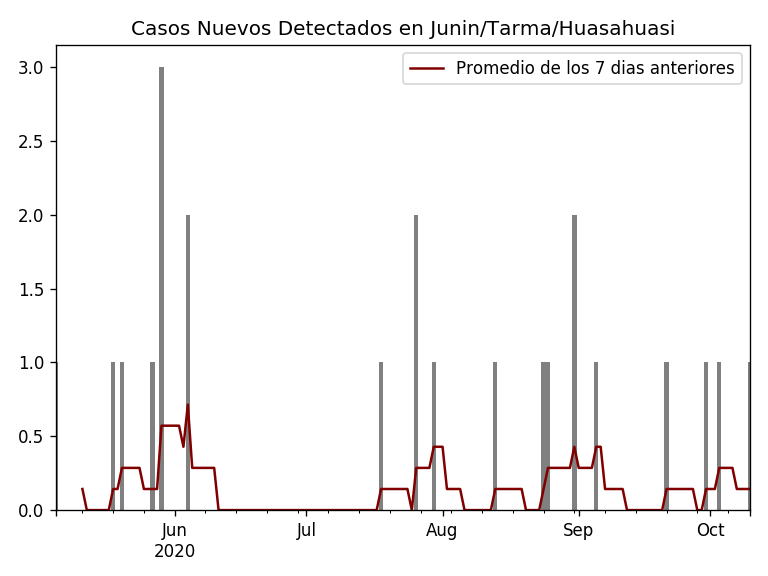 Casos Nuevos Detectados en Junin/Tarma/Huasahuasi
Promedio de los 7 dias anteriores
3.0
2.5
2.0
1.5
1.0
0.5
0.0
Jun Jul Aug Sep Oct
2020